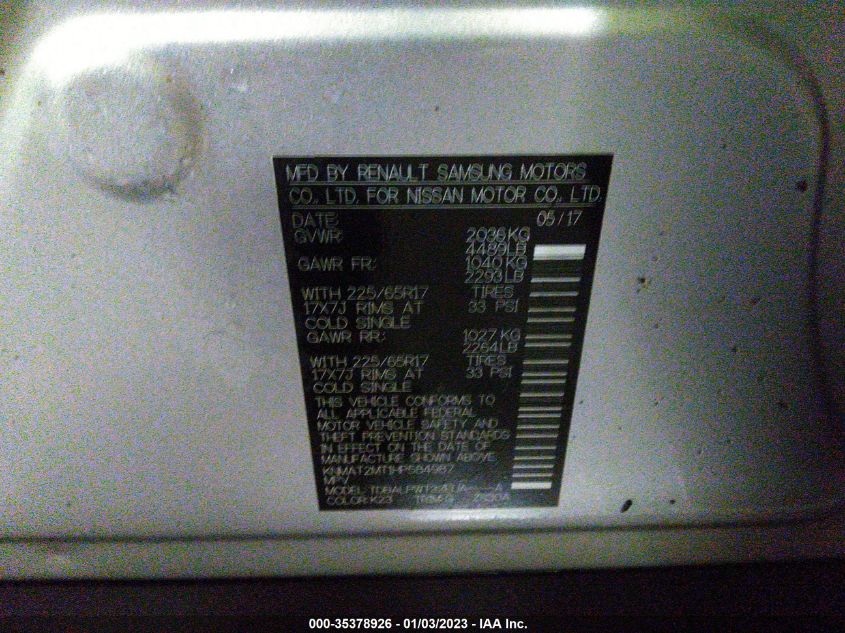 MFD BY RENAULT SAMSUNG MOTORS
CO., LTD. FOR NISSAN MOTOR CO., LTD.
DATE: 05/17
GVWR: 2036KG
4489LB
GAWR FR: 1040KG
2293LB
WITH 225/65R17 TIRES
17X7J RIMS AT 33 PSI
COLD SINGLE
GAWR RR: 1027KG
2264LB
WITH 225/65R17 TIRES
17X7J RIMS AT 33 PSI
COLD SINGLE
THIS VEHICLE CONFORMS TO
ALL APPLICABLE FEDERAL
MOTOR VEHICLE SAFETY AND
THEFT PREVENTION STANDARDS
IN EFFECT ON THE DATE OF
MANUFACTURE SHOWN ABOVE.
KNMAT2MT1HP584987
MPV
MODEL:
COLOR: K23 TRIM:
000-35378926 - 01/03/2023 - IAA Inc.